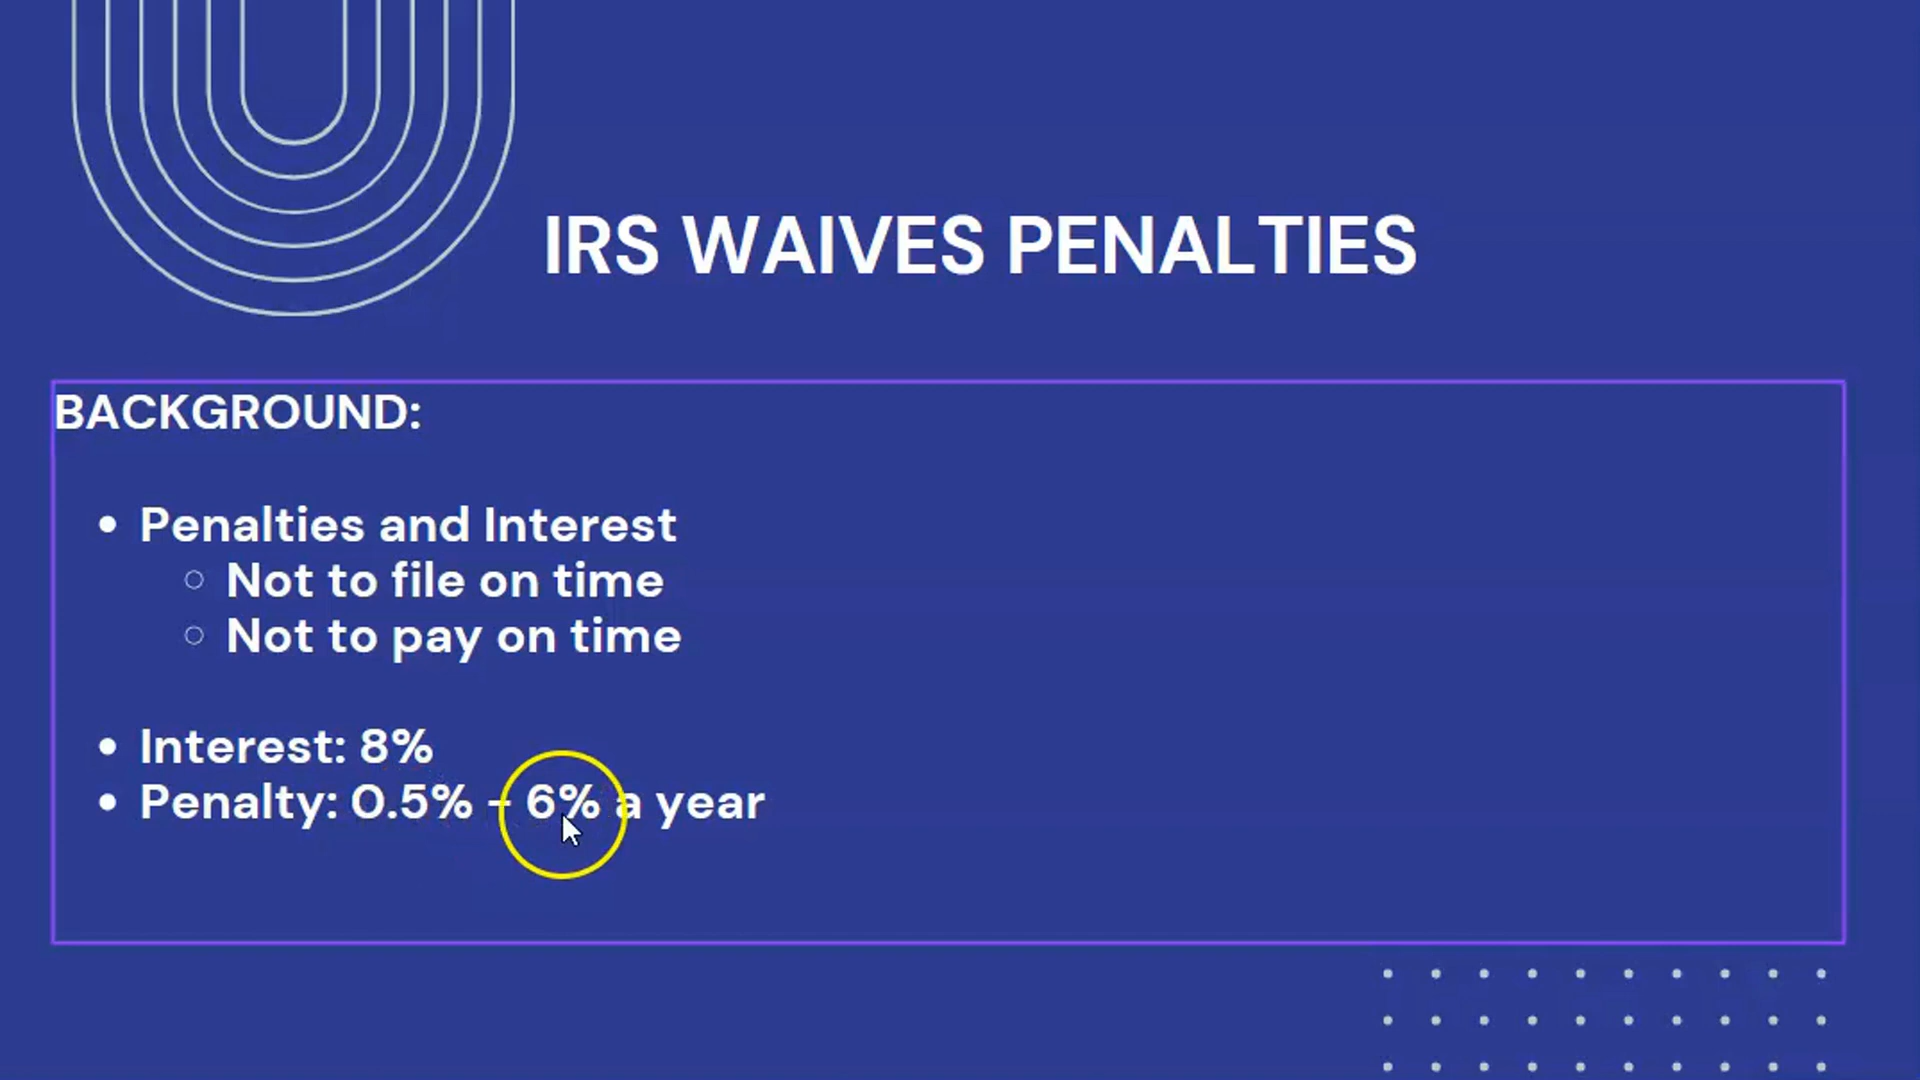 IRS WAIVES PENALTIES
BACKGROUND:
• Penalties and Interest
○ Not to file on time
○ Not to pay on time
• Interest: 8%
• Penalty: 0.5% - 6% a year